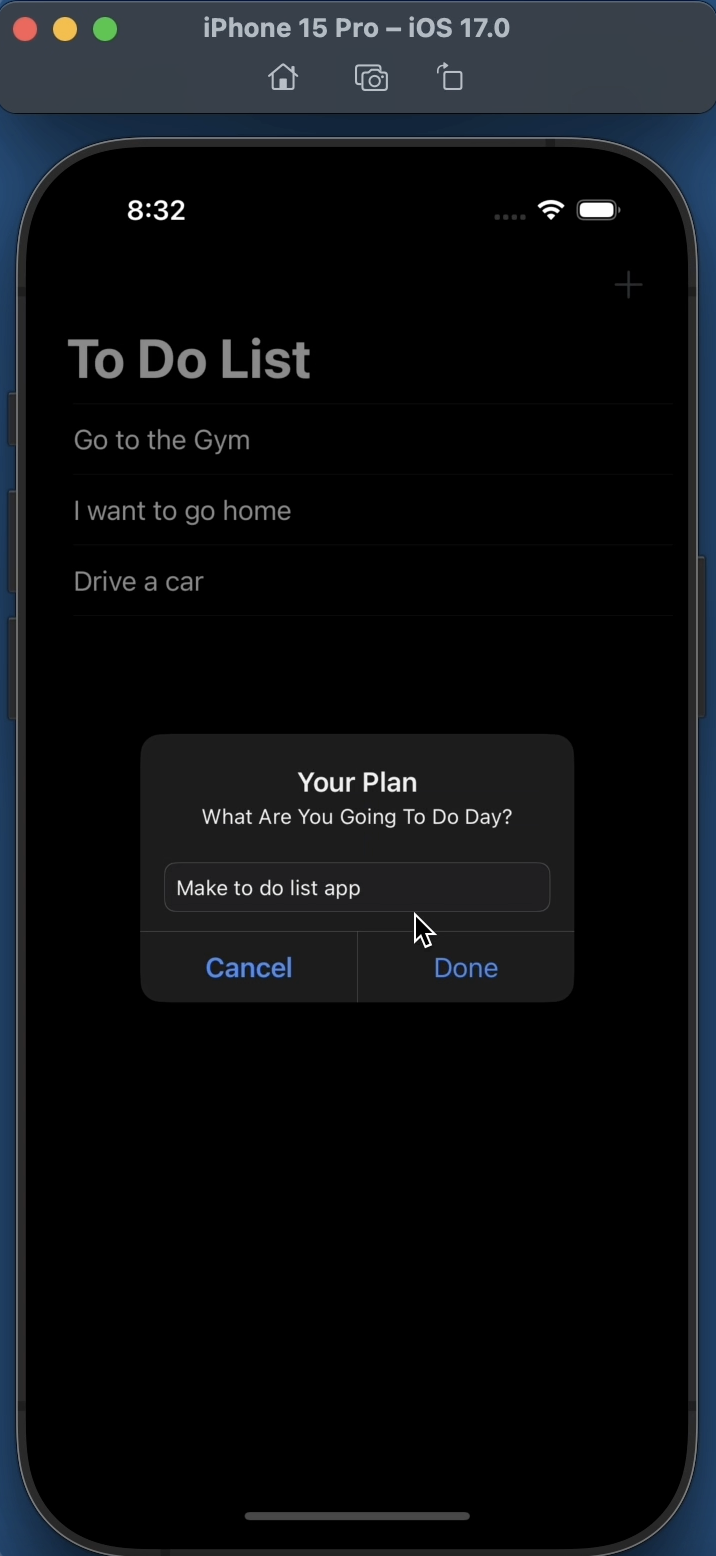 iPhone 15 Pro – iOS 17.0
8:32
To Do List
Go to the Gym
I want to go home
Drive a car
Your Plan
What Are You Going To Do Day?
Make to do list app
Cancel
Done